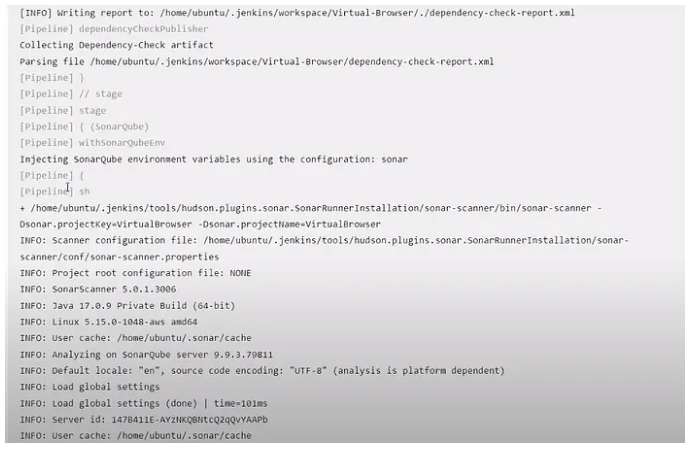 [INFO] Writing report to: /home/ubuntu/.jenkins/workspace/Virtual-Browser/./dependency-check-report.xml
[Pipeline] dependencyCheckPublisher
Collecting Dependency-Check artifact
Parsing file /home/ubuntu/.jenkins/workspace/Virtual-Browser/dependency-check-report.xml
[Pipeline] }
[Pipeline] // stage
[Pipeline] stage
[Pipeline] { (SonarQube)
[Pipeline] withSonarQubeEnv
Injecting SonarQube environment variables using the configuration: sonar
[Pipeline] {
[Pipeline] sh
+ /home/ubuntu/.jenkins/tools/hudson.plugins.sonar.SonarRunnerInstallation/sonar-scanner/bin/sonar-scanner -
Dsonar.projectKey=VirtualBrowser -Dsonar.projectName=VirtualBrowser
INFO: Scanner configuration file: /home/ubuntu/.jenkins/tools/hudson.plugins.sonar.SonarRunnerInstallation/sonar-
scanner/conf/sonar-scanner.properties
INFO: Project root configuration file: NONE
INFO: SonarScanner 5.0.1.3006
INFO: Java 17.0.9 Private Build (64-bit)
INFO: Linux 5.15.0-1048-aws amd64
INFO: User cache: /home/ubuntu/.sonar/cache
INFO: Analyzing on SonarQube server 9.9.3.79811
INFO: Default locale: "en", source code encoding: "UTF-8" (analysis is platform dependent)
INFO: Load global settings
INFO: Load global settings (done) | time=101ms
INFO: Server id: 147B411E-AYzNKQBNtcQ2qQvYAAPb
INFO: User cache: /home/ubuntu/.sonar/cache